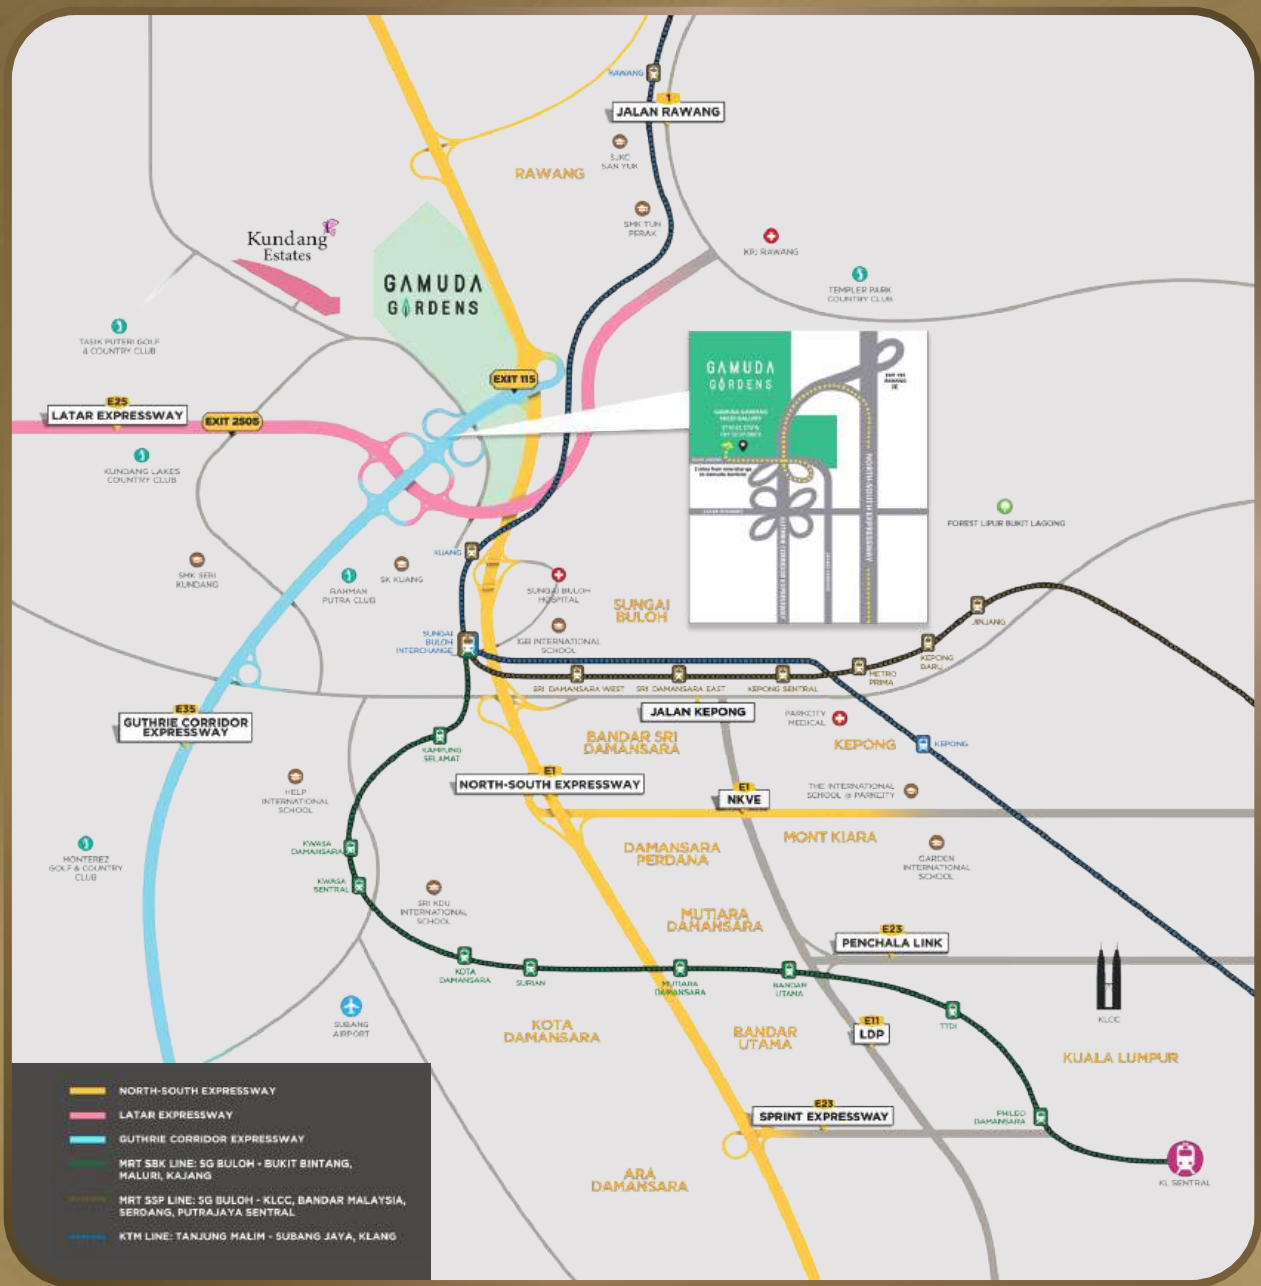 RAWANG
1
JALAN RAWANG
SJKC
SAN YUK
RAWANG
SMK TUN
PERAK
KPJ RAWANG
TEMPLER PARK
COUNTRY CLUB
Kundang
Estates
GAMUDA
GARDENS
TASIK PUTERI GOLF
& COUNTRY CLUB
EXIT 115
E25
LATAR EXPRESSWAY
EXIT 2505
KUNDANG LAKES
COUNTRY CLUB
GAMUDA
GARDENS
NORTH-SOUTH EXPRESSWAY
FOREST LIPUR BUKIT LAGONG
KUANG
SMK SERI
KUNDANG
SK KUANG
RAHMAN
PUTRA CLUB
SUNGAI BULOH
HOSPITAL
SUNGAI
BULOH
IGB INTERNATIONAL
SCHOOL
SUNGAI
BULOH
INTERCHANGE
JINJANG
KEPONG
BARU
METRO
PRIMA
SRI DAMANSARA WEST
SRI DAMANSARA EAST
KEPONG SENTRAL
E35
GUTHRIE CORRIDOR
EXPRESSWAY
JALAN KEPONG
PARKCITY
MEDICAL
KEPONG
KEPONG
KAMPUNG
SELAMAT
BANDAR SRI
DAMANSARA
E1
NORTH-SOUTH EXPRESSWAY
E1
NKVE
THE INTERNATIONAL
SCHOOL @ PARKCITY
HELP
INTERNATIONAL
SCHOOL
MONT KIARA
DAMANSARA
PERDANA
KWASA
DAMANSARA
MONTEREZ
GOLF & COUNTRY
CLUB
GARDEN
INTERNATIONAL
SCHOOL
KWASA
SENTRAL
SRI KDU
INTERNATIONAL
SCHOOL
MUTIARA
DAMANSARA
E23
PENCHALA LINK
KOTA
DAMANSARA
SURIAN
MUTIARA
DAMANSARA
BANDAR
UTAMA
TTDI
KLCC
SUBANG
AIRPORT
KOTA
DAMANSARA
BANDAR
UTAMA
E11
LDP
KUALA LUMPUR
E23
SPRINT EXPRESSWAY
PHILEO
DAMANSARA
KL SENTRAL
ARA
DAMANSARA
NORTH-SOUTH EXPRESSWAY
LATAR EXPRESSWAY
GUTHRIE CORRIDOR EXPRESSWAY
MRT SBK LINE: SG BULOH - BUKIT BINTANG,
MALURI, KAJANG
MRT SSP LINE: SG BULOH - KLCC, BANDAR MALAYSIA,
SERDANG, PUTRAJAYA SENTRAL
KTM LINE: TANJUNG MALIM - SUBANG JAYA, KLANG